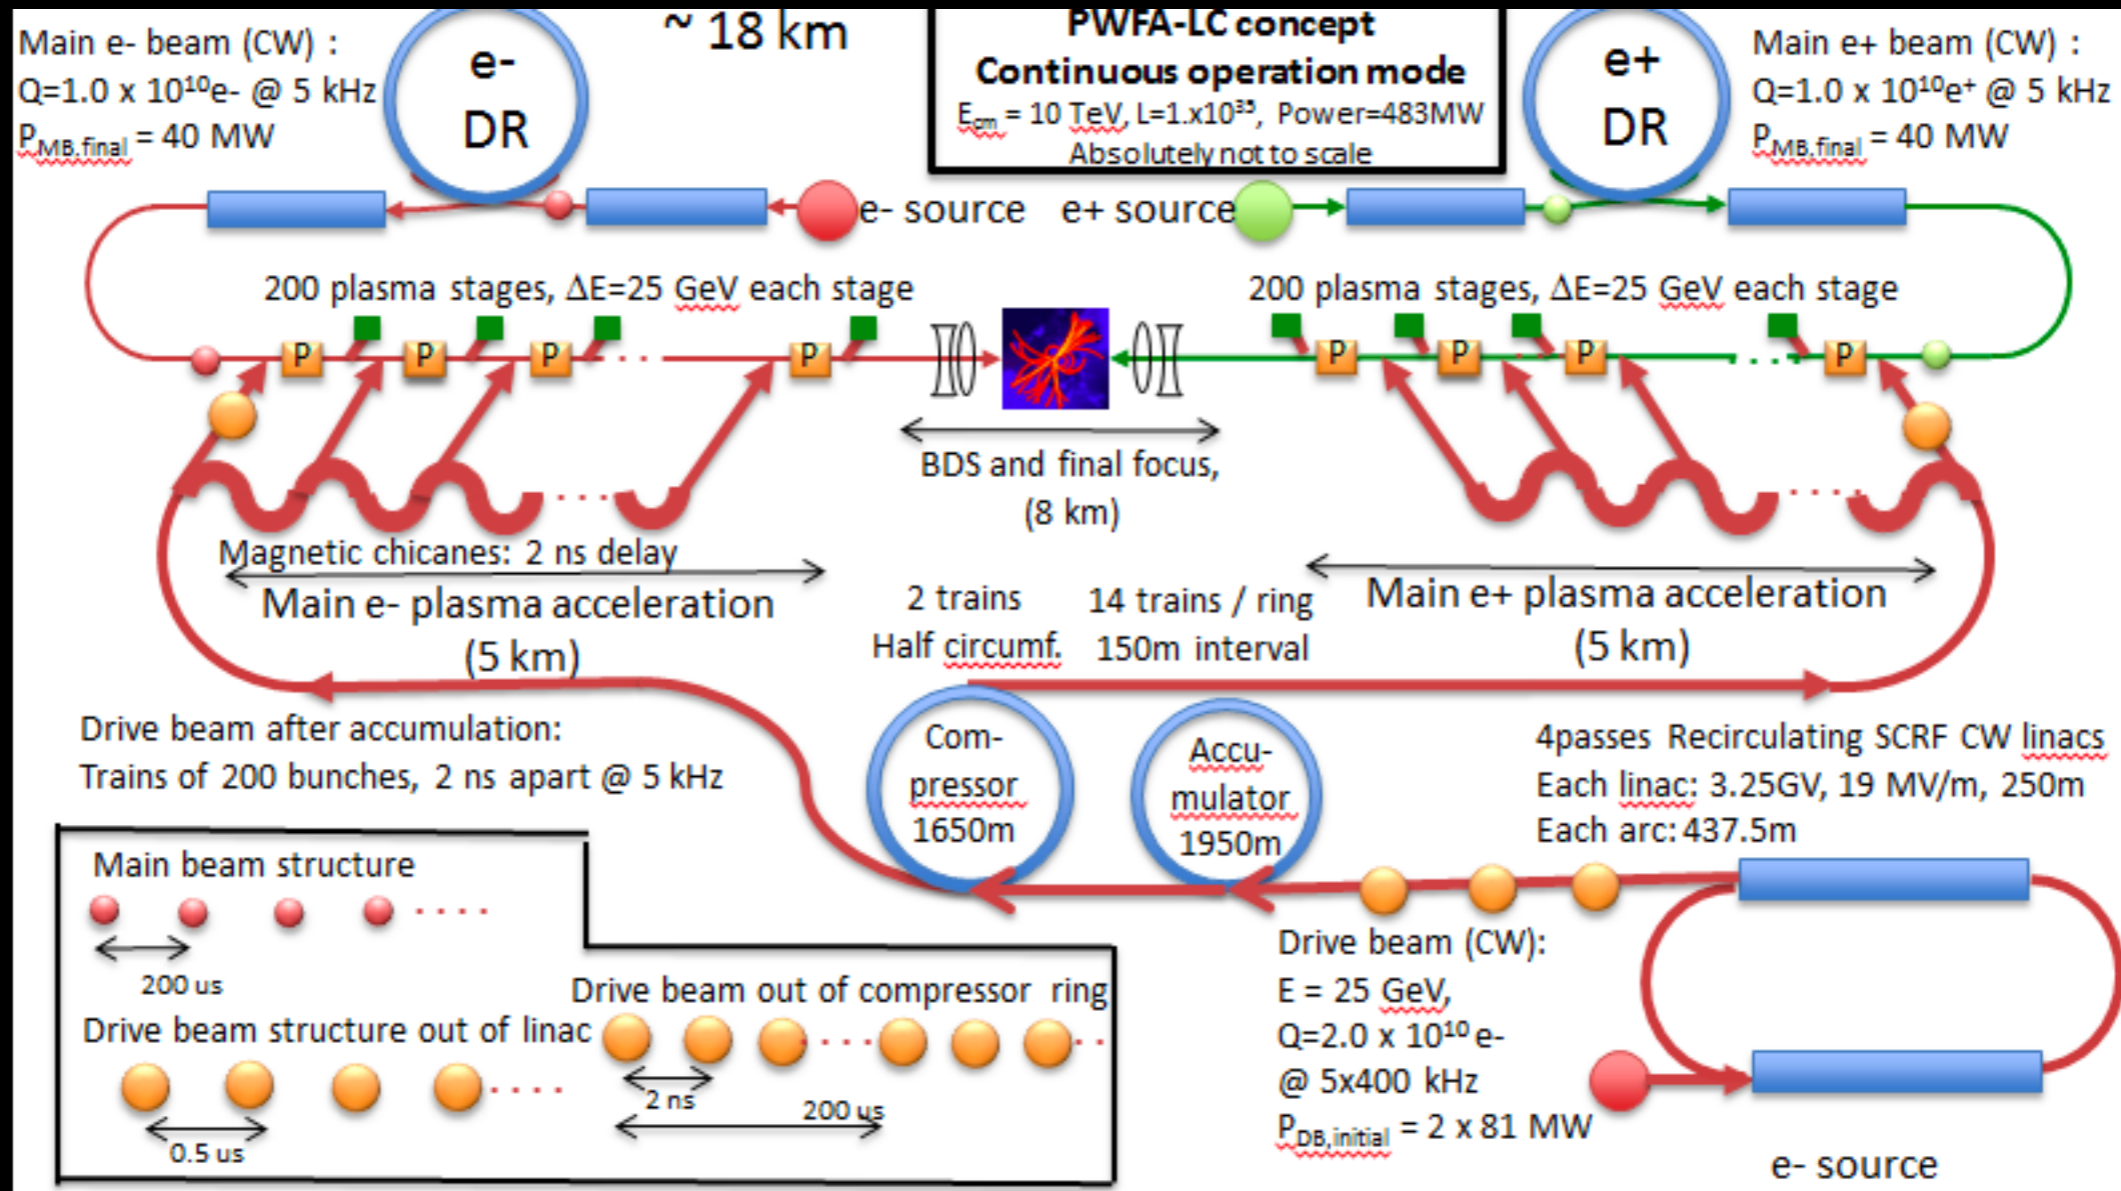 Main e- beam (CW) :
Q=1.0 x 10¹⁰e- @ 5 kHz
P_MB,final = 40 MW
e-
DR
~ 18 km
PWFA-LC concept
Continuous operation mode
E_cm = 10 TeV, L=1.x10³⁵, Power=483MW
Absolutely not to scale
e+
DR
Main e+ beam (CW) :
Q=1.0 x 10¹⁰e⁺ @ 5 kHz
P_MB,final = 40 MW
e- source
e+ source
200 plasma stages, ΔE=25 GeV each stage
200 plasma stages, ΔE=25 GeV each stage
P
P
P
P
P
P
P
P
BDS and final focus,
(8 km)
Magnetic chicanes: 2 ns delay
Main e- plasma acceleration
(5 km)
2 trains
Half circumf.
14 trains / ring
150m interval
Main e+ plasma acceleration
(5 km)
Drive beam after accumulation:
Trains of 200 bunches, 2 ns apart @ 5 kHz
Com-
pressor
1650m
Accu-
mulator
1950m
4passes Recirculating SCRF CW linacs
Each linac: 3.25GV, 19 MV/m, 250m
Each arc: 437.5m
Main beam structure
200 us
Drive beam structure out of linac
0.5 us
Drive beam out of compressor ring
2 ns
200 us
Drive beam (CW):
E = 25 GeV,
Q=2.0 x 10¹⁰ e-
@ 5x400 kHz
P_DB,initial = 2 x 81 MW
e- source